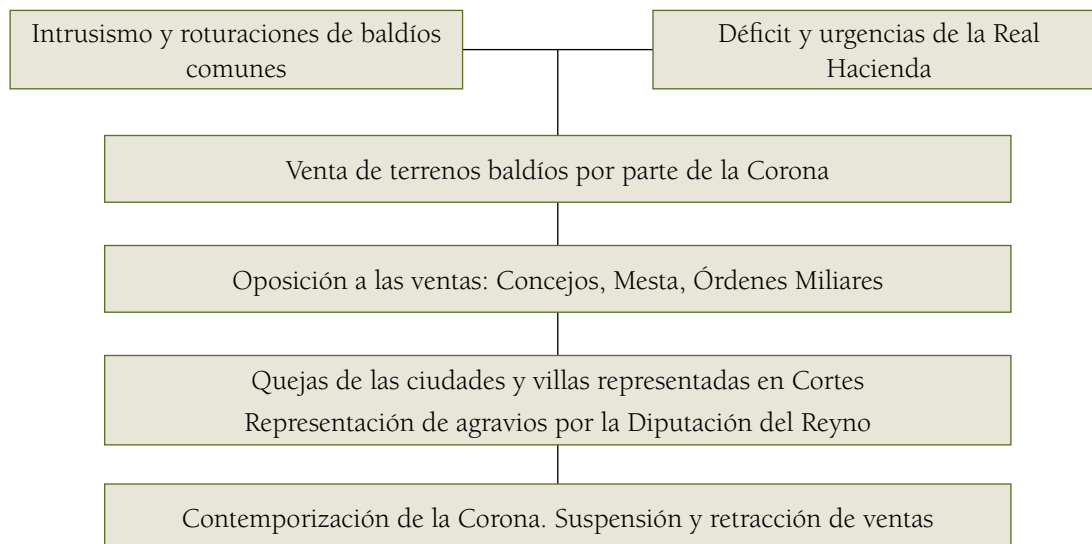 Intrusismo y roturaciones de baldíos
comunes
Déficit y urgencias de la Real
Hacienda
Venta de terrenos baldíos por parte de la Corona
Oposición a las ventas: Concejos, Mesta, Órdenes Miliares
Quejas de las ciudades y villas representadas en Cortes
Representación de agravios por la Diputación del Reyno
Contemporización de la Corona. Suspensión y retracción de ventas